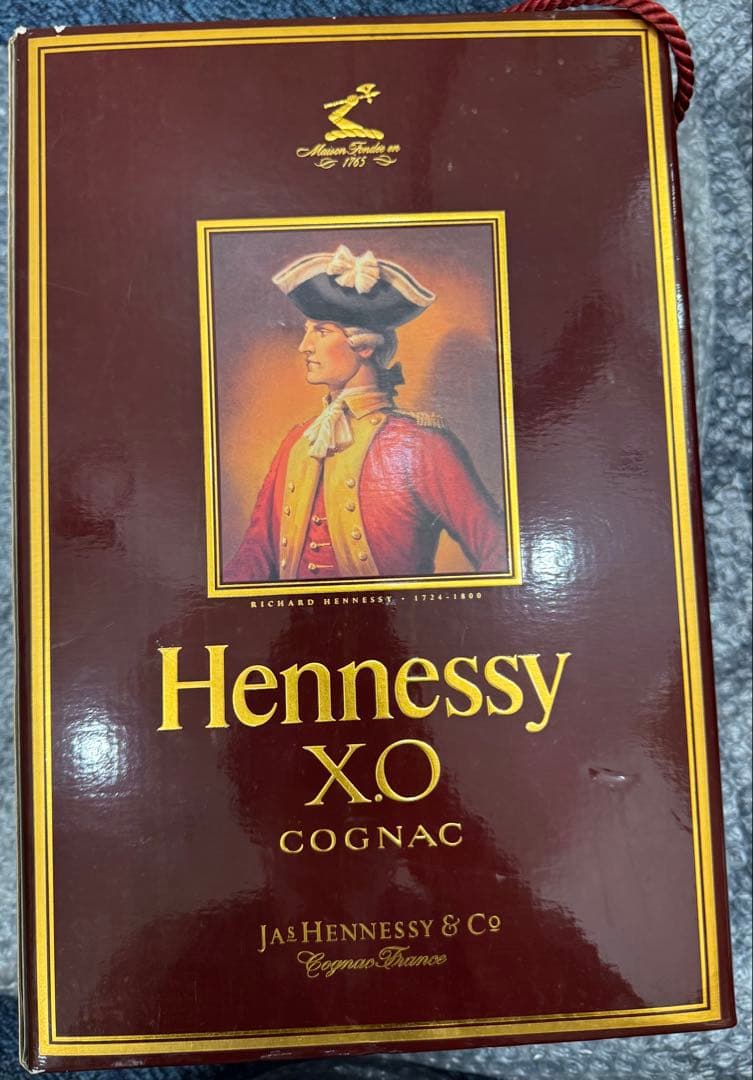 Maison Fondée en
1765
RICHARD HENNESSY · 1724-1800
Hennessy
X.O
COGNAC
JAS HENNESSY & Co
Cognac France